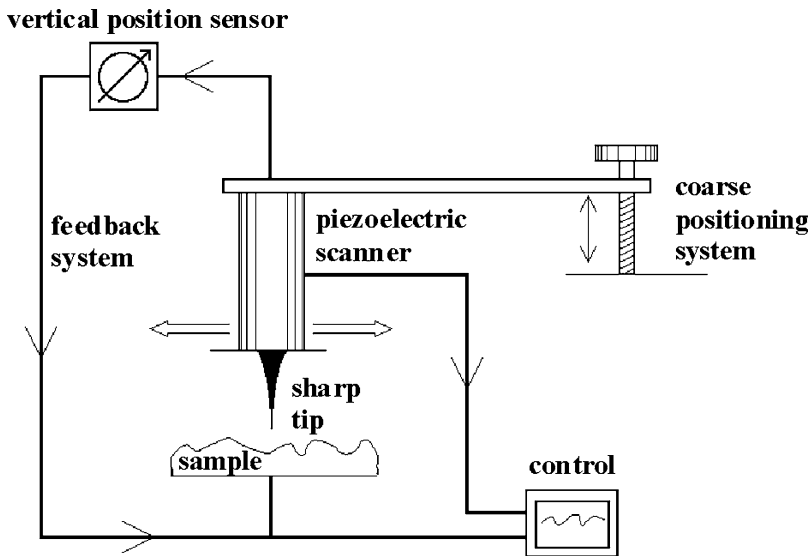 vertical position sensor
feedback
system
piezoelectric
scanner
coarse
positioning
system
sharp
tip
sample
control